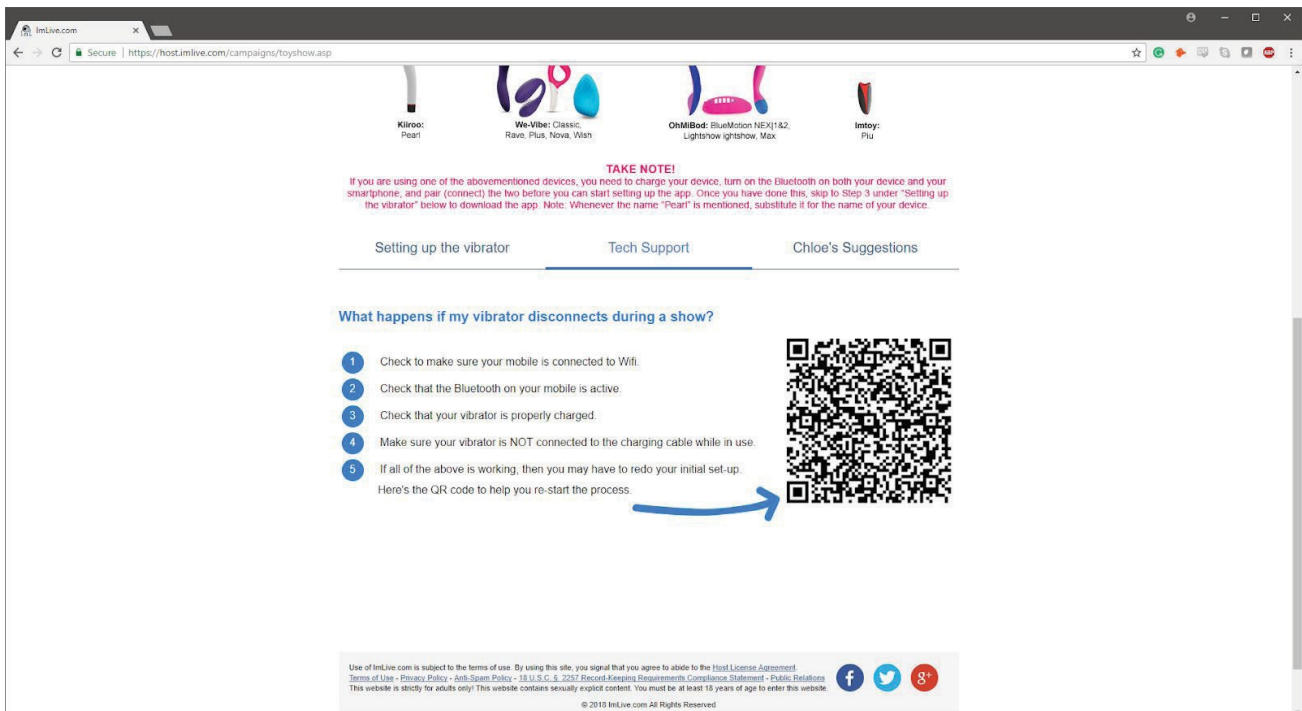 ImLive.com
Secure | https://host.imlive.com/campaigns/toyshow.asp
Kiiroo:
Pearl
We-Vibe: Classic,
Rave, Plus, Nova, Wish
OhMiBod: BlueMotion NEX|1&2,
Lightshow ightshow, Max
Imtoy:
Piu
TAKE NOTE!
If you are using one of the abovementioned devices, you need to charge your device, turn on the Bluetooth on both your device and your
smartphone, and pair (connect) the two before you can start setting up the app. Once you have done this, skip to Step 3 under "Setting up
the vibrator" below to download the app. Note: Whenever the name "Pearl" is mentioned, substitute it for the name of your device.
Setting up the vibrator
Tech Support
Chloe's Suggestions
What happens if my vibrator disconnects during a show?
1 Check to make sure your mobile is connected to Wifi.
2 Check that the Bluetooth on your mobile is active.
3 Check that your vibrator is properly charged.
4 Make sure your vibrator is NOT connected to the charging cable while in use.
5 If all of the above is working, then you may have to redo your initial set-up.
Here's the QR code to help you re-start the process.
Use of ImLive.com is subject to the terms of use. By using this site, you signal that you agree to abide to the Host License Agreement.
Terms of Use - Privacy Policy - Anti-Spam Policy - 18 U.S.C. § 2257 Record-Keeping Requirements Compliance Statement - Public Relations
This website is strictly for adults only! This website contains sexually explicit content. You must be at least 18 years of age to enter this website.
© 2018 ImLive.com All Rights Reserved
f
8+